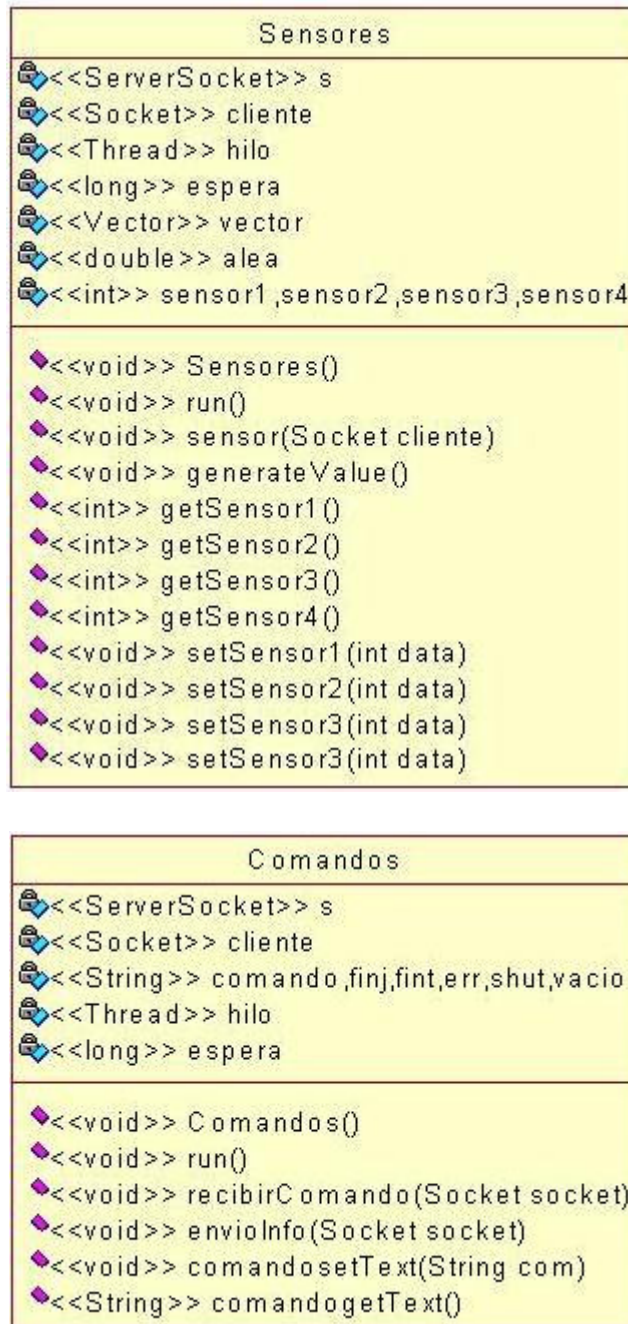 Sensores
<<ServerSocket>> s
<<Socket>> cliente
<<Thread>> hilo
<<long>> espera
<<Vector>> vector
<<double>> alea
<<int>> sensor1,sensor2,sensor3,sensor4
<<void>> Sensores()
<<void>> run()
<<void>> sensor(Socket cliente)
<<void>> generateValue()
<<int>> getSensor1()
<<int>> getSensor2()
<<int>> getSensor3()
<<int>> getSensor4()
<<void>> setSensor1(int data)
<<void>> setSensor2(int data)
<<void>> setSensor3(int data)
<<void>> setSensor3(int data)
Comandos
<<ServerSocket>> s
<<Socket>> cliente
<<String>> comando,finj,fint,err,shut,vacio
<<Thread>> hilo
<<long>> espera
<<void>> Comandos()
<<void>> run()
<<void>> recibirComando(Socket socket)
<<void>> envioInfo(Socket socket)
<<void>> comandosetText(String com)
<<String>> comandogetText()